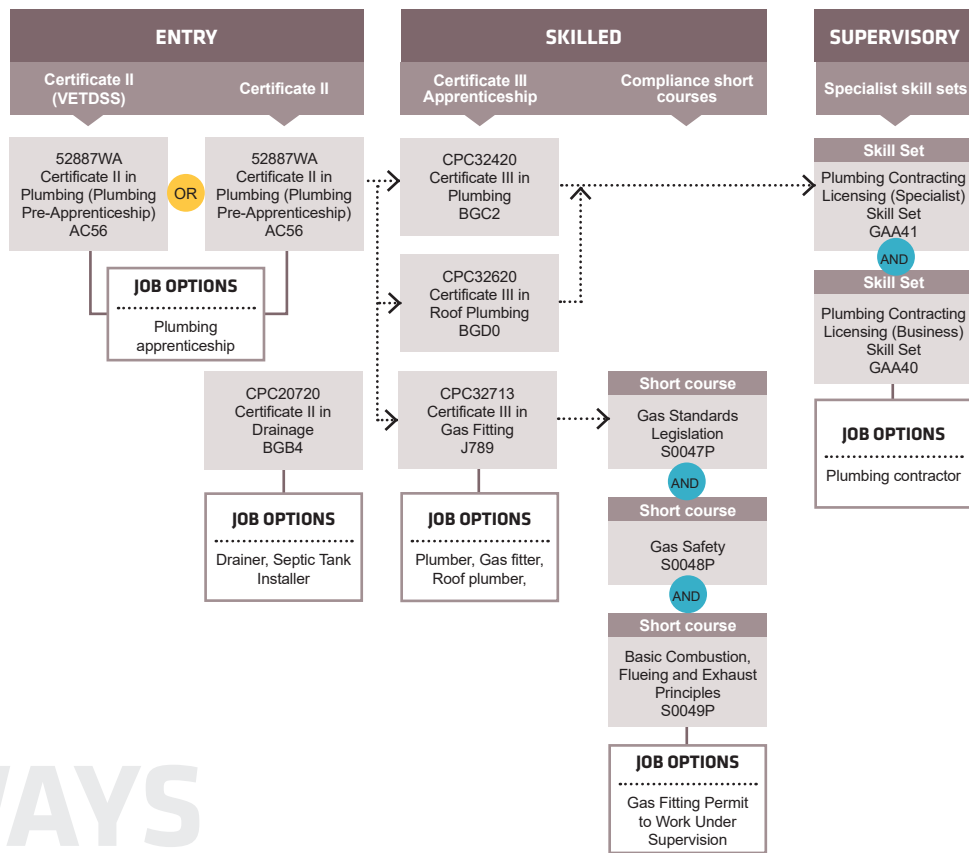 ENTRY
SKILLED
SUPERVISORY
Certificate II
(VETDSS)
Certificate II
Certificate III
Apprenticeship
Compliance short
courses
Specialist skill sets
52887WA
Certificate II in
Plumbing (Plumbing
Pre-Apprenticeship)
AC56
OR
52887WA
Certificate II in
Plumbing (Plumbing
Pre-Apprenticeship)
AC56
JOB OPTIONS
Plumbing
apprenticeship
CPC20720
Certificate II in
Drainage
BGB4
JOB OPTIONS
Drainer, Septic Tank
Installer
CPC32420
Certificate III in
Plumbing
BGC2
CPC32620
Certificate III in
Roof Plumbing
BGD0
CPC32713
Certificate III in
Gas Fitting
J789
JOB OPTIONS
Plumber, Gas fitter,
Roof plumber,
Short course
Gas Standards
Legislation
S0047P
AND
Short course
Gas Safety
S0048P
AND
Short course
Basic Combustion,
Flueing and Exhaust
Principles
S0049P
JOB OPTIONS
Gas Fitting Permit
to Work Under
Supervision
Skill Set
Plumbing Contracting
Licensing (Specialist)
Skill Set
GAA41
AND
Skill Set
Plumbing Contracting
Licensing (Business)
Skill Set
GAA40
JOB OPTIONS
Plumbing contractor
WAYS